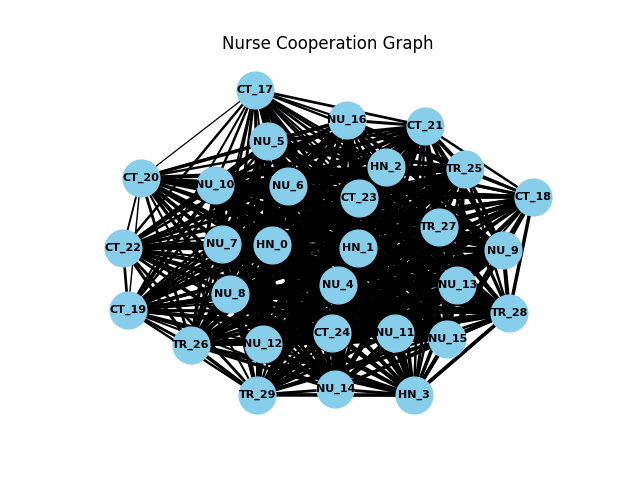 Nurse Cooperation Graph
CT_17
NU_16
CT_21
NU_5
HN_2
TR_25
CT_20
NU_10
NU_6
CT_23
CT_18
TR_27
CT_22
NU_7
HN_0
HN_1
NU_9
NU_8
NU_4
NU_13
CT_19
TR_28
TR_26
NU_12
CT_24
NU_11
NU_15
TR_29
NU_14
HN_3